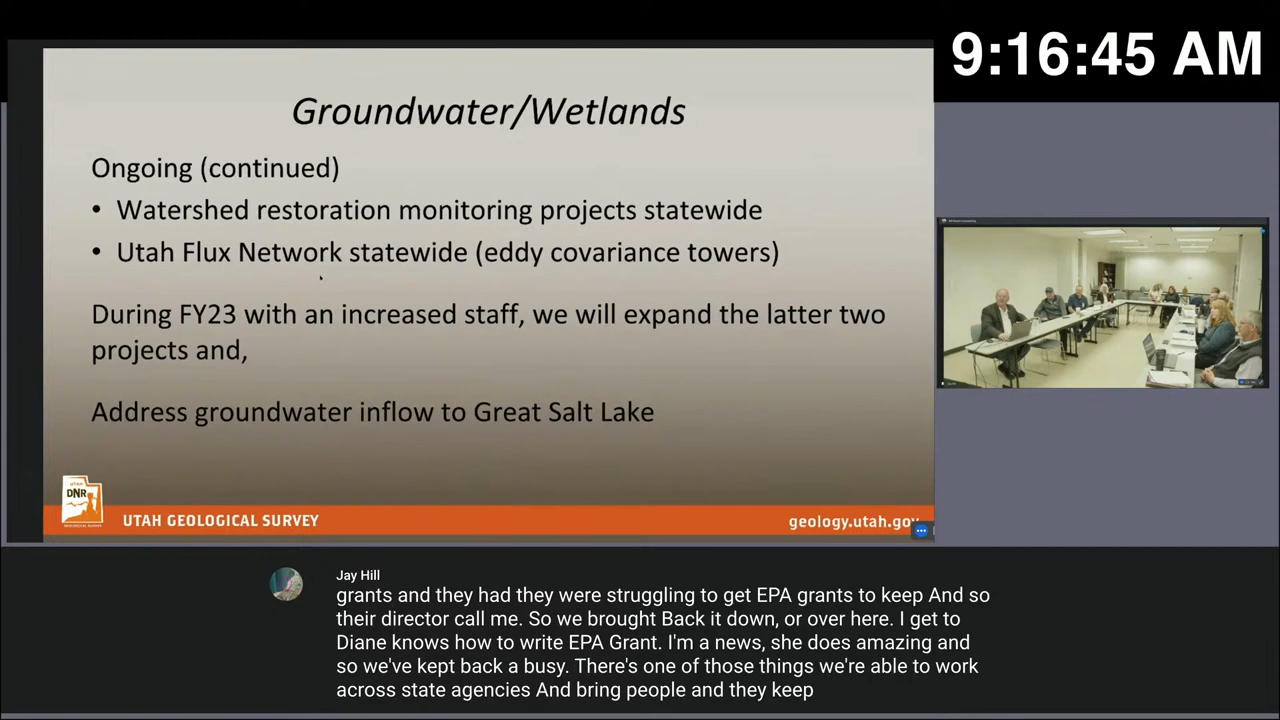 9:16:45 AM
Groundwater/Wetlands
Ongoing (continued)
• Watershed restoration monitoring projects statewide
• Utah Flux Network statewide (eddy covariance towers)
During FY23 with an increased staff, we will expand the latter two
projects and,
Address groundwater inflow to Great Salt Lake
UTAH
DNR
UTAH GEOLOGICAL SURVEY
geology.utah.gov
Jay Hill
grants and they had they were struggling to get EPA grants to keep And so
their director call me. So we brought Back it down, or over here. I get to
Diane knows how to write EPA Grant. I'm a news, she does amazing and
so we've kept back a busy. There's one of those things we're able to work
across state agencies And bring people and they keep